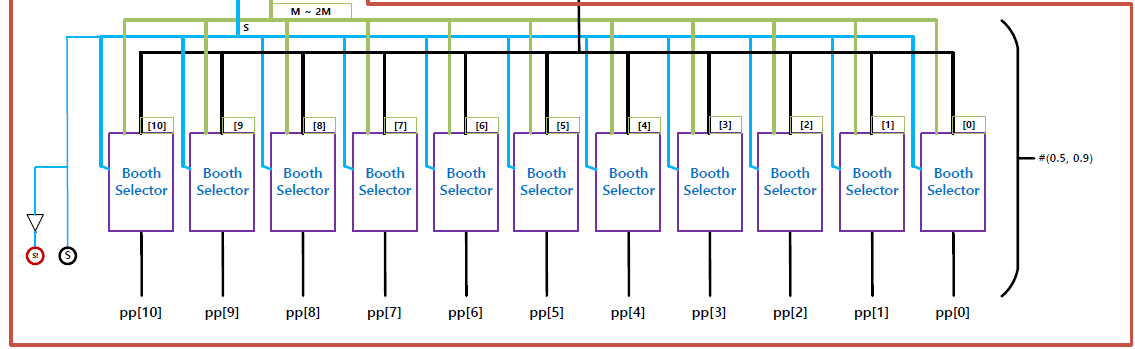 M ~ 2M
S
[10]
[9
[8]
[7]
[6]
[5]
[4]
[3]
[2]
[1]
[0]
Booth
Selector
Booth
Selector
Booth
Selector
Booth
Selector
Booth
Selector
Booth
Selector
Booth
Selector
Booth
Selector
Booth
Selector
Booth
Selector
Booth
Selector
#(0.5, 0.9)
S!
S
pp[10]
pp[9]
pp[8]
pp[7]
pp[6]
pp[5]
pp[4]
pp[3]
pp[2]
pp[1]
pp[0]